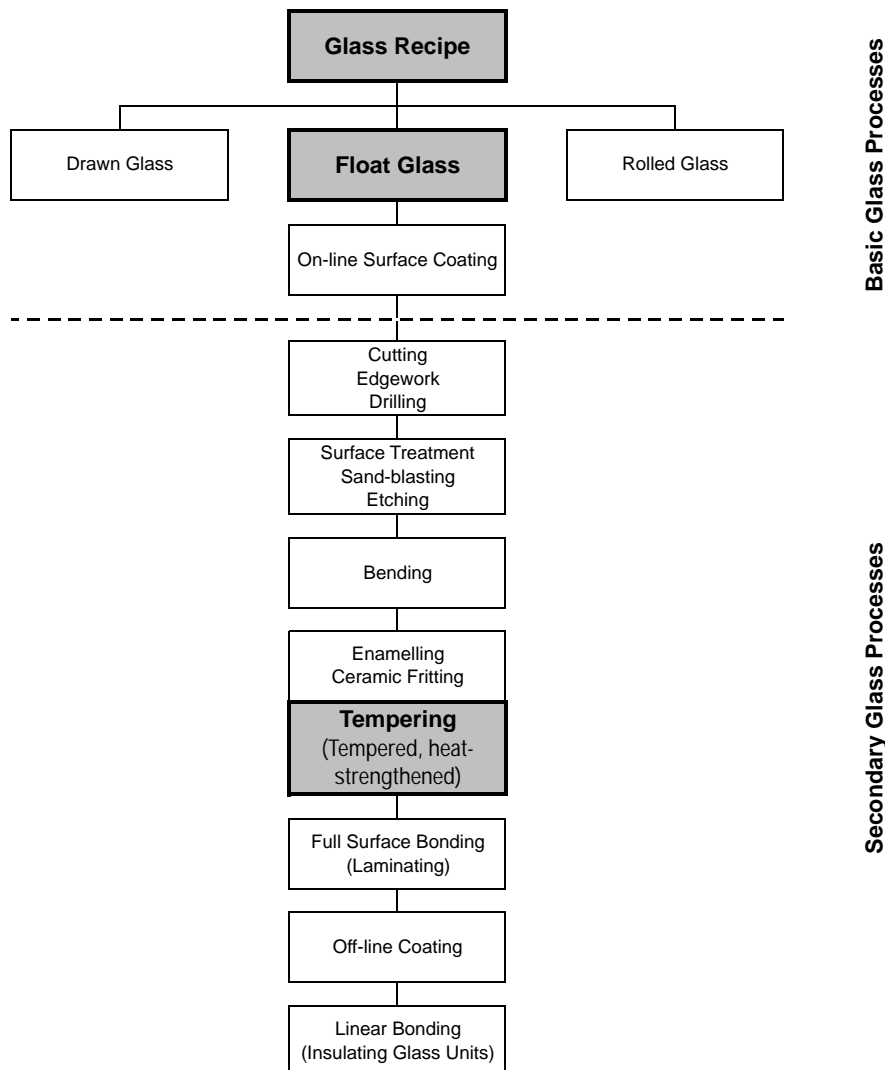 Glass Recipe
Drawn Glass
Float Glass
Rolled Glass
On-line Surface Coating
Basic Glass Processes
Cutting
Edgework
Drilling
Surface Treatment
Sand-blasting
Etching
Bending
Enamelling
Ceramic Fritting
Tempering
(Tempered, heat-
strengthened)
Full Surface Bonding
(Laminating)
Off-line Coating
Linear Bonding
(Insulating Glass Units)
Secondary Glass Processes